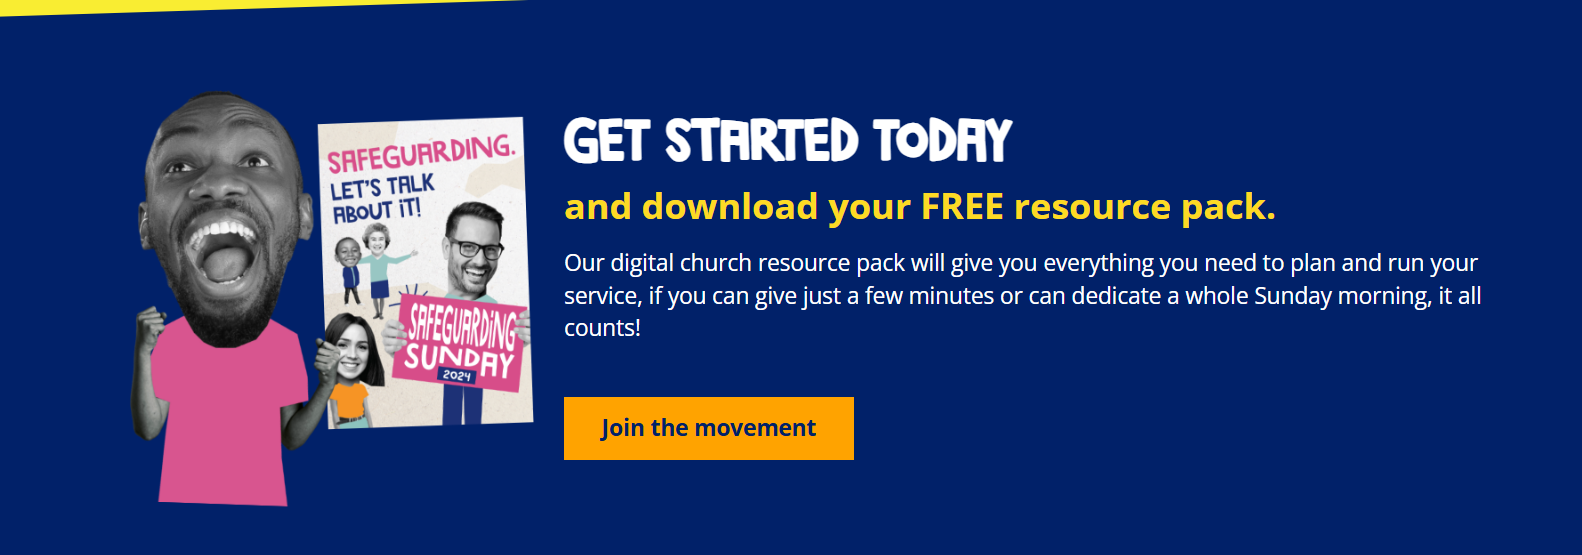 SAFEGUARDING.
LET'S TALK
ABOUT IT!
SAFEGUARDING
SUNDAY
2024
GET STARTED TODAY
and download your FREE resource pack.
Our digital church resource pack will give you everything you need to plan and run your
service, if you can give just a few minutes or can dedicate a whole Sunday morning, it all
counts!
Join the movement